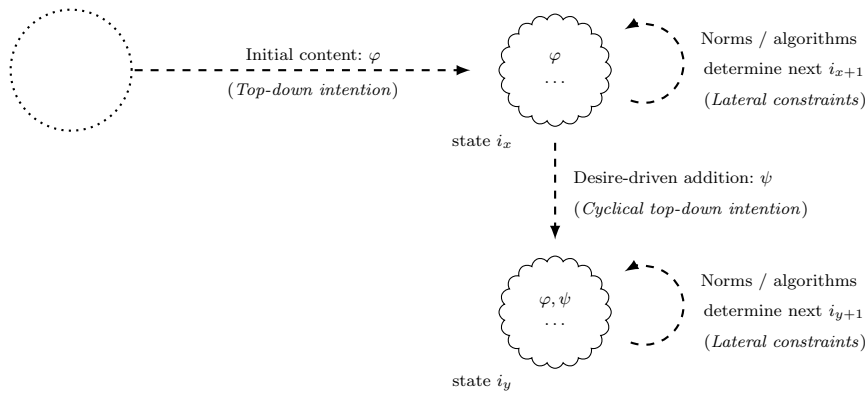 Initial content: φ
(Top-down intention)
φ
...
state i_x
Norms / algorithms
determine next i_{x+1}
(Lateral constraints)
Desire-driven addition: ψ
(Cyclical top-down intention)
φ, ψ
...
state i_y
Norms / algorithms
determine next i_{y+1}
(Lateral constraints)